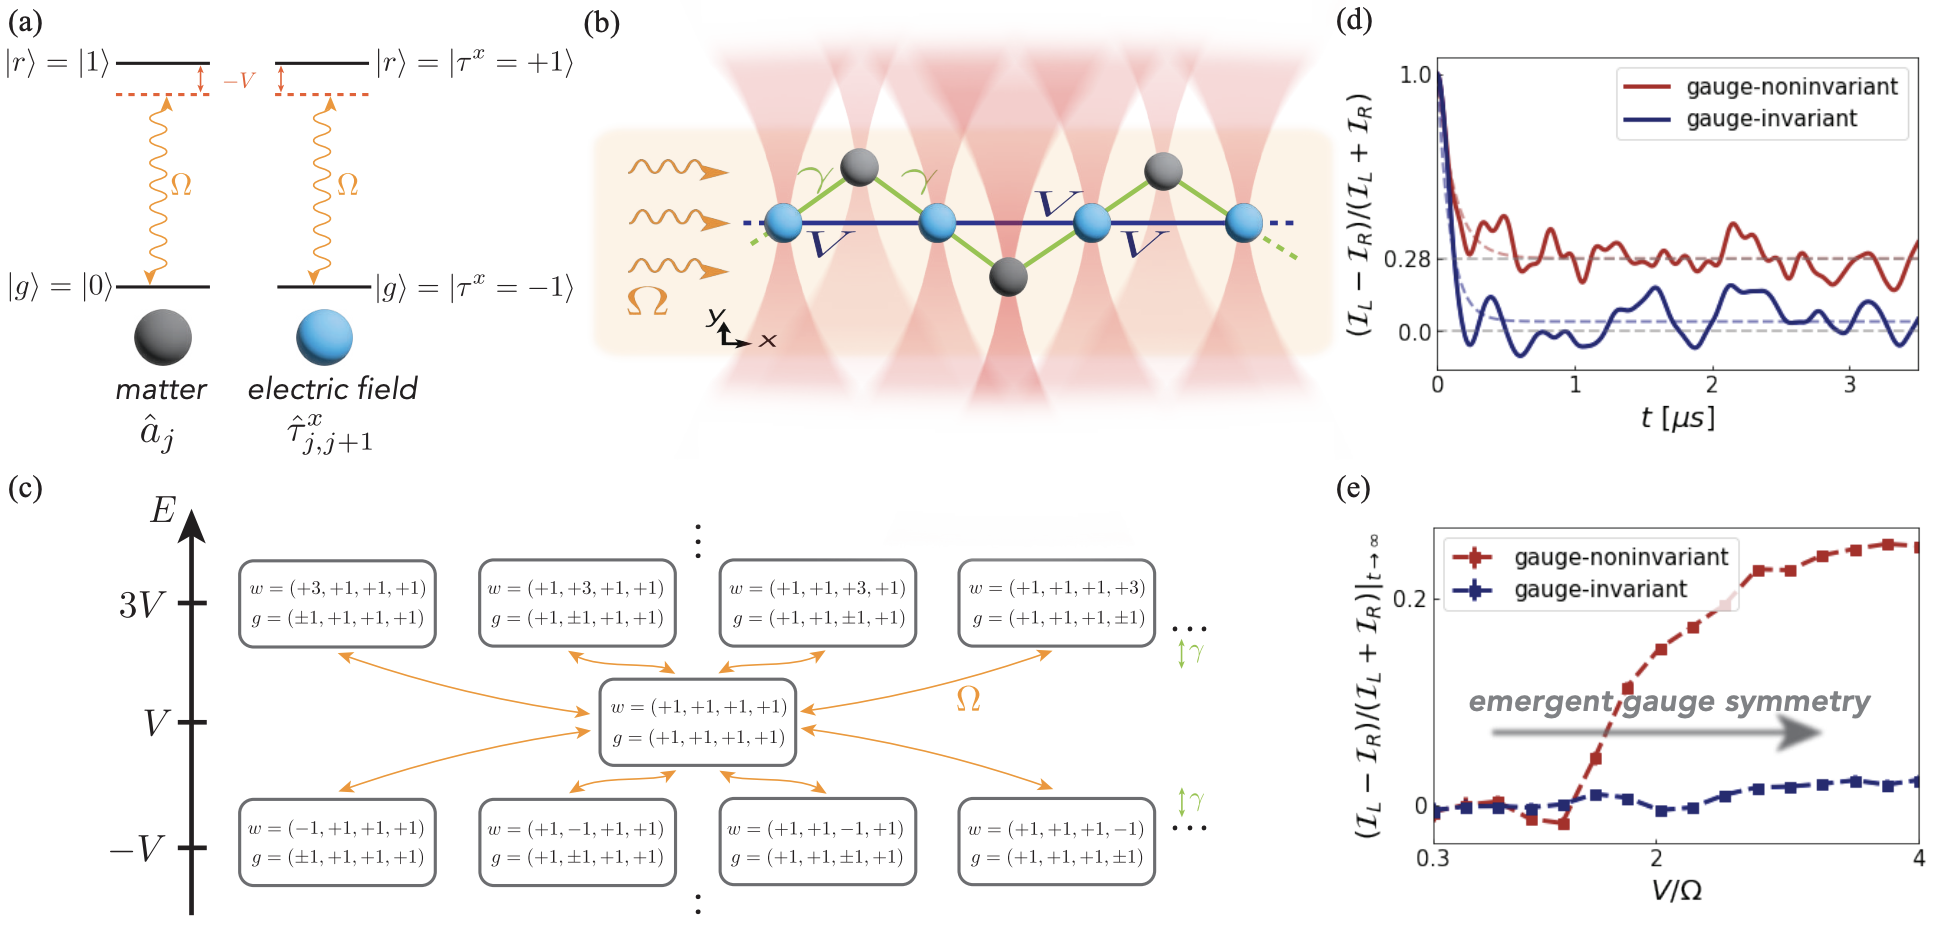 (a)
|r⟩ = |1⟩
−V
|r⟩ = |τˣ = +1⟩
Ω
Ω
|g⟩ = |0⟩
|g⟩ = |τˣ = −1⟩
matter
electric field
â_j
τ̂ˣ_{j,j+1}
(b)
γ
γ
V
V
V
Ω
y
x
(c)
E
3V
V
−V
w = (+3, +1, +1, +1)
g = (±1, +1, +1, +1)
w = (+1, +3, +1, +1)
g = (+1, ±1, +1, +1)
w = (+1, +1, +3, +1)
g = (+1, +1, ±1, +1)
w = (+1, +1, +1, +3)
g = (+1, +1, +1, ±1)
γ
w = (+1, +1, +1, +1)
g = (+1, +1, +1, +1)
Ω
γ
w = (−1, +1, +1, +1)
g = (±1, +1, +1, +1)
w = (+1, −1, +1, +1)
g = (+1, ±1, +1, +1)
w = (+1, +1, −1, +1)
g = (+1, +1, ±1, +1)
w = (+1, +1, +1, −1)
g = (+1, +1, +1, ±1)
(d)
(I_L − I_R)/(I_L + I_R)
1.0
0.28
0.0
gauge-noninvariant
gauge-invariant
0 1 2 3
t [μs]
(e)
(I_L − I_R)/(I_L + I_R)|_{t→∞}
0.2
0
gauge-noninvariant
gauge-invariant
emergent gauge symmetry
0.3 2 4
V/Ω